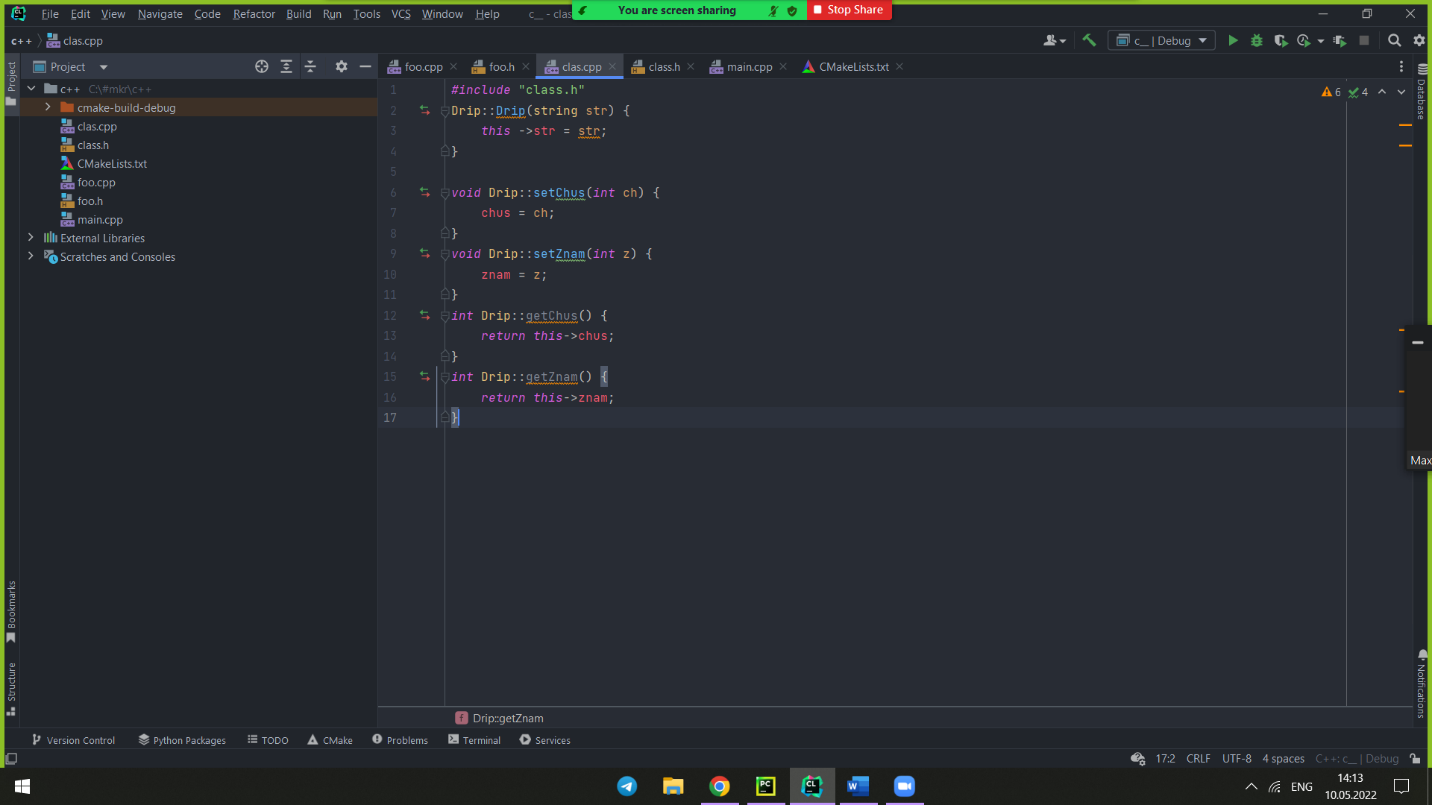 You are screen sharing
Stop Share
File Edit View Navigate Code Refactor Build Run Tools VCS Window Help c__ - clas
c++ clas.cpp
c__ | Debug
Project
foo.cpp foo.h clas.cpp class.h main.cpp CMakeLists.txt
Project
Bookmarks
Structure
Database
Notifications
c++ C:\#mkr\c++
cmake-build-debug
clas.cpp
class.h
CMakeLists.txt
foo.cpp
foo.h
main.cpp
External Libraries
Scratches and Consoles
6 4
1 #include "class.h"
2 Drip::Drip(string str) {
3 this ->str = str;
4 }
5
6 void Drip::setChus(int ch) {
7 chus = ch;
8 }
9 void Drip::setZnam(int z) {
10 znam = z;
11 }
12 int Drip::getChus() {
13 return this->chus;
14 }
15 int Drip::getZnam() {
16 return this->znam;
17 }
Max
f Drip::getZnam
Version Control Python Packages TODO CMake Problems Terminal Services
17:2 CRLF UTF-8 4 spaces C++: c__ | Debug
PC CL W
ENG
14:13
10.05.2022